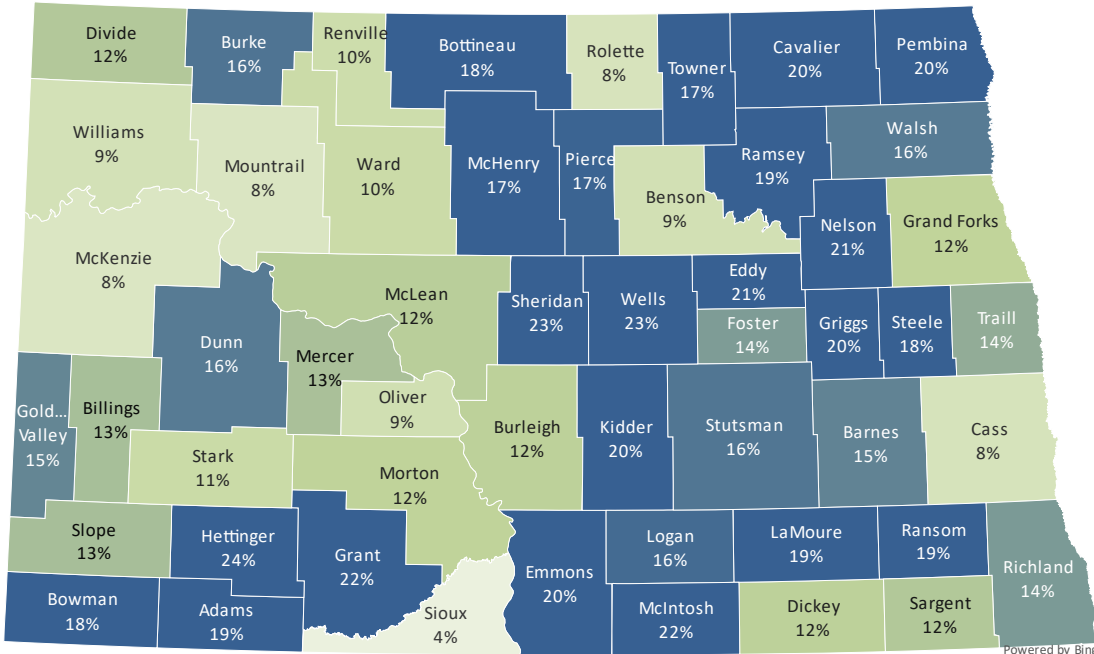 Divide
12%
Burke
16%
Renville
10%
Bottineau
18%
Rolette
8%
Towner
17%
Cavalier
20%
Pembina
20%
Williams
9%
Mountrail
8%
Ward
10%
McHenry
17%
Pierce
17%
Benson
9%
Ramsey
19%
Walsh
16%
Nelson
21%
Grand Forks
12%
McKenzie
8%
McLean
12%
Sheridan
23%
Wells
23%
Eddy
21%
Foster
14%
Griggs
20%
Steele
18%
Traill
14%
Dunn
16%
Mercer
13%
Oliver
9%
Gold...
Valley
15%
Billings
13%
Stark
11%
Morton
12%
Burleigh
12%
Kidder
20%
Stutsman
16%
Barnes
15%
Cass
8%
Slope
13%
Hettinger
24%
Grant
22%
Emmons
20%
Logan
16%
LaMoure
19%
Ransom
19%
Richland
14%
Bowman
18%
Adams
19%
Sioux
4%
McIntosh
22%
Dickey
12%
Sargent
12%
Powered by Bing